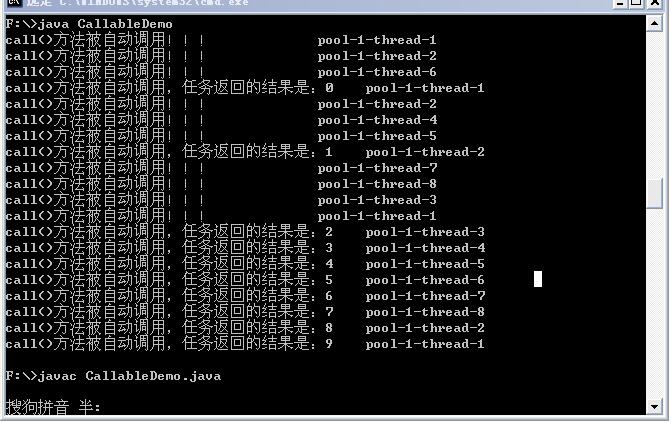 选定 C:\WINDOWS\system32\cmd.exe
F:\>java CallableDemo
call()方法被自动调用！！！ pool-1-thread-1
call()方法被自动调用！！！ pool-1-thread-2
call()方法被自动调用！！！ pool-1-thread-6
call()方法被自动调用，任务返回的结果是：0 pool-1-thread-1
call()方法被自动调用！！！ pool-1-thread-2
call()方法被自动调用！！！ pool-1-thread-4
call()方法被自动调用！！！ pool-1-thread-5
call()方法被自动调用，任务返回的结果是：1 pool-1-thread-2
call()方法被自动调用！！！ pool-1-thread-7
call()方法被自动调用！！！ pool-1-thread-8
call()方法被自动调用！！！ pool-1-thread-3
call()方法被自动调用！！！ pool-1-thread-1
call()方法被自动调用，任务返回的结果是：2 pool-1-thread-3
call()方法被自动调用，任务返回的结果是：3 pool-1-thread-4
call()方法被自动调用，任务返回的结果是：4 pool-1-thread-5
call()方法被自动调用，任务返回的结果是：5 pool-1-thread-6
call()方法被自动调用，任务返回的结果是：6 pool-1-thread-7
call()方法被自动调用，任务返回的结果是：7 pool-1-thread-8
call()方法被自动调用，任务返回的结果是：8 pool-1-thread-2
call()方法被自动调用，任务返回的结果是：9 pool-1-thread-1
F:\>javac CallableDemo.java
搜狗拼音 半：